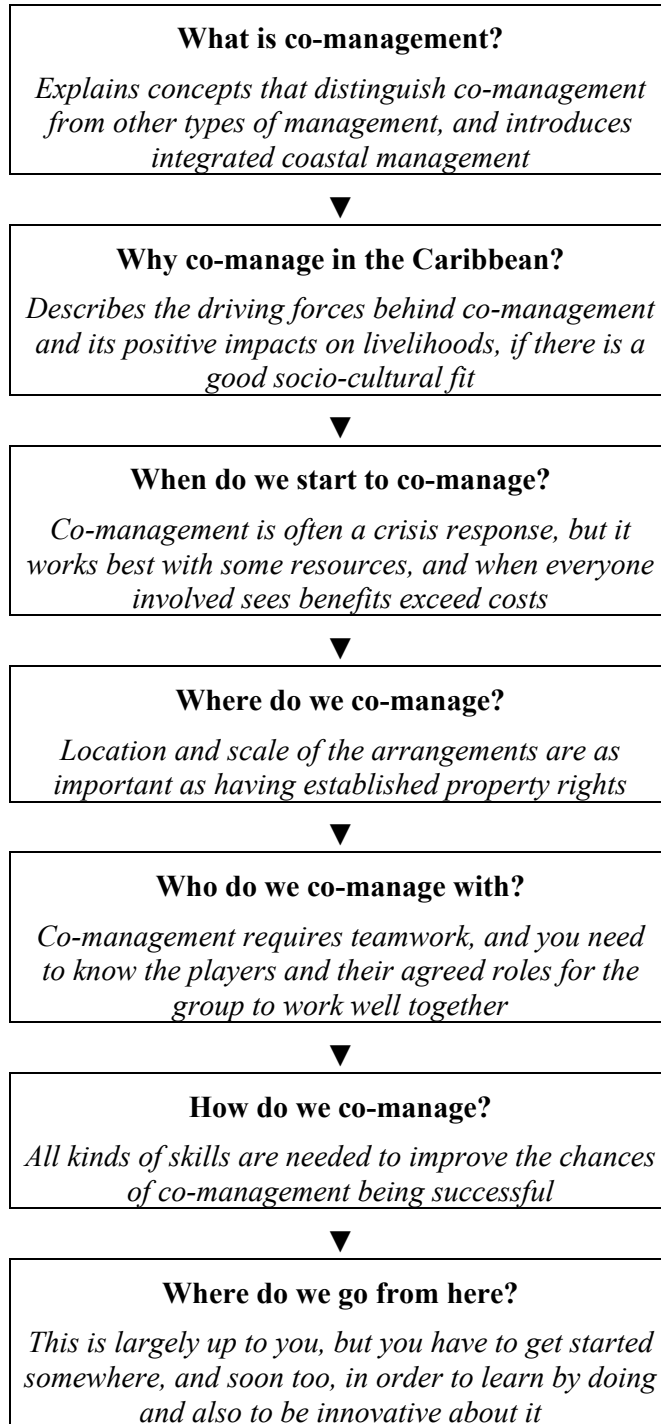 What is co-management?
Explains concepts that distinguish co-management
from other types of management, and introduces
integrated coastal management
▼
Why co-manage in the Caribbean?
Describes the driving forces behind co-management
and its positive impacts on livelihoods, if there is a
good socio-cultural fit
▼
When do we start to co-manage?
Co-management is often a crisis response, but it
works best with some resources, and when everyone
involved sees benefits exceed costs
▼
Where do we co-manage?
Location and scale of the arrangements are as
important as having established property rights
▼
Who do we co-manage with?
Co-management requires teamwork, and you need
to know the players and their agreed roles for the
group to work well together
▼
How do we co-manage?
All kinds of skills are needed to improve the chances
of co-management being successful
▼
Where do we go from here?
This is largely up to you, but you have to get started
somewhere, and soon too, in order to learn by doing
and also to be innovative about it